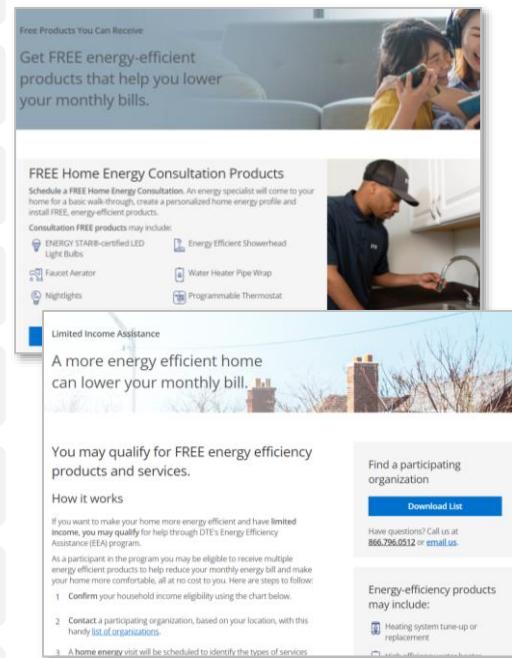 Free Products You Can Receive
Get FREE energy-efficient
products that help you lower
your monthly bills.
FREE Home Energy Consultation Products
Schedule a FREE Home Energy Consultation. An energy specialist will come to your
home for a basic walk-through, create a personalized home energy profile and
install FREE, energy-efficient products.
Consultation FREE products may include:
ENERGY STAR®-certified LED
Light Bulbs
Energy Efficient Showerhead
Faucet Aerator
Water Heater Pipe Wrap
Nightlights
Programmable Thermostat
Limited Income Assistance
A more energy efficient home
can lower your monthly bill.
You may qualify for FREE energy efficiency
products and services.
How it works
If you want to make your home more energy efficient and have limited
income, you may qualify for help through DTE's Energy Efficiency
Assistance (EEA) program.
As a participant in the program you may be eligible to receive multiple
energy efficient products to help reduce your monthly energy bill and make
your home more comfortable, all at no cost to you. Here are steps to follow:
1 Confirm your household income eligibility using the chart below.
2 Contact a participating organization, based on your location, with this
handy list of organizations.
3 A home energy visit will be scheduled to identify the types of services
Find a participating
organization
Download List
Have questions? Call us at
866.796.0512 or email us.
Energy-efficiency products
may include:
Heating system tune-up or
replacement
High efficiency water heater